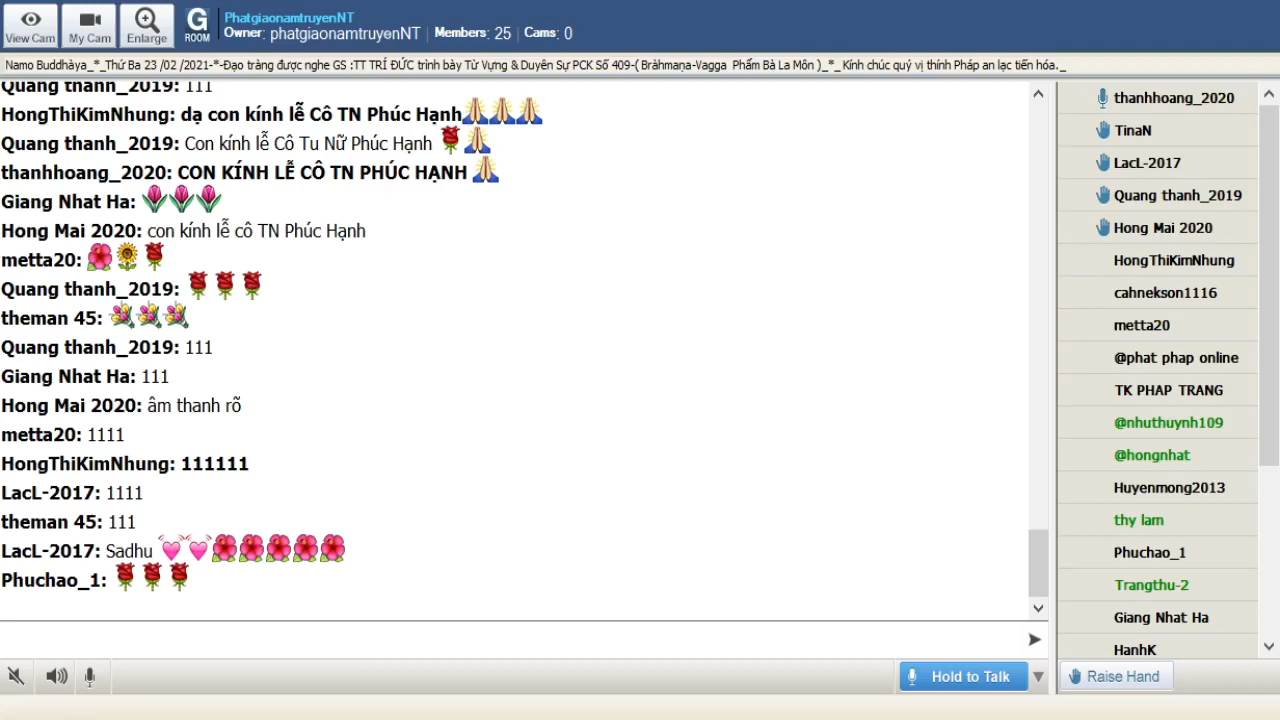 View Cam
My Cam
Enlarge
G
ROOM
PhatgiaonamtruyenNT
Owner: phatgiaonamtruyenNT | Members: 25 | Cams: 0
Namo Buddhàya_*_Thứ Ba 23 /02 /2021-*-Đạo tràng được nghe GS :TT TRÍ ĐỨC trình bày Từ Vựng & Duyên Sự PCK Số 409-( Bràhmaṇa-Vagga Phẩm Bà La Môn )_*_ Kính chúc quý vị thính Pháp an lạc tiến hóa._
Quang thanh_2019: 111
HongThiKimNhung: dạ con kính lễ Cô TN Phúc Hạnh
Quang thanh_2019: Con kính lễ Cô Tu Nữ Phúc Hạnh
thanhhoang_2020: CON KÍNH LỄ CÔ TN PHÚC HẠNH
Giang Nhat Ha:
Hong Mai 2020: con kính lễ cô TN Phúc Hạnh
metta20:
Quang thanh_2019:
theman 45:
Quang thanh_2019: 111
Giang Nhat Ha: 111
Hong Mai 2020: âm thanh rõ
metta20: 1111
HongThiKimNhung: 111111
LacL-2017: 1111
theman 45: 111
LacL-2017: Sadhu
Phuchao_1:
Hold to Talk
thanhhoang_2020
TinaN
LacL-2017
Quang thanh_2019
Hong Mai 2020
HongThiKimNhung
cahnekson1116
metta20
@phat phap online
TK PHAP TRANG
@nhuthuynh109
@hongnhat
Huyenmong2013
thy lam
Phuchao_1
Trangthu-2
Giang Nhat Ha
HanhK
Raise Hand